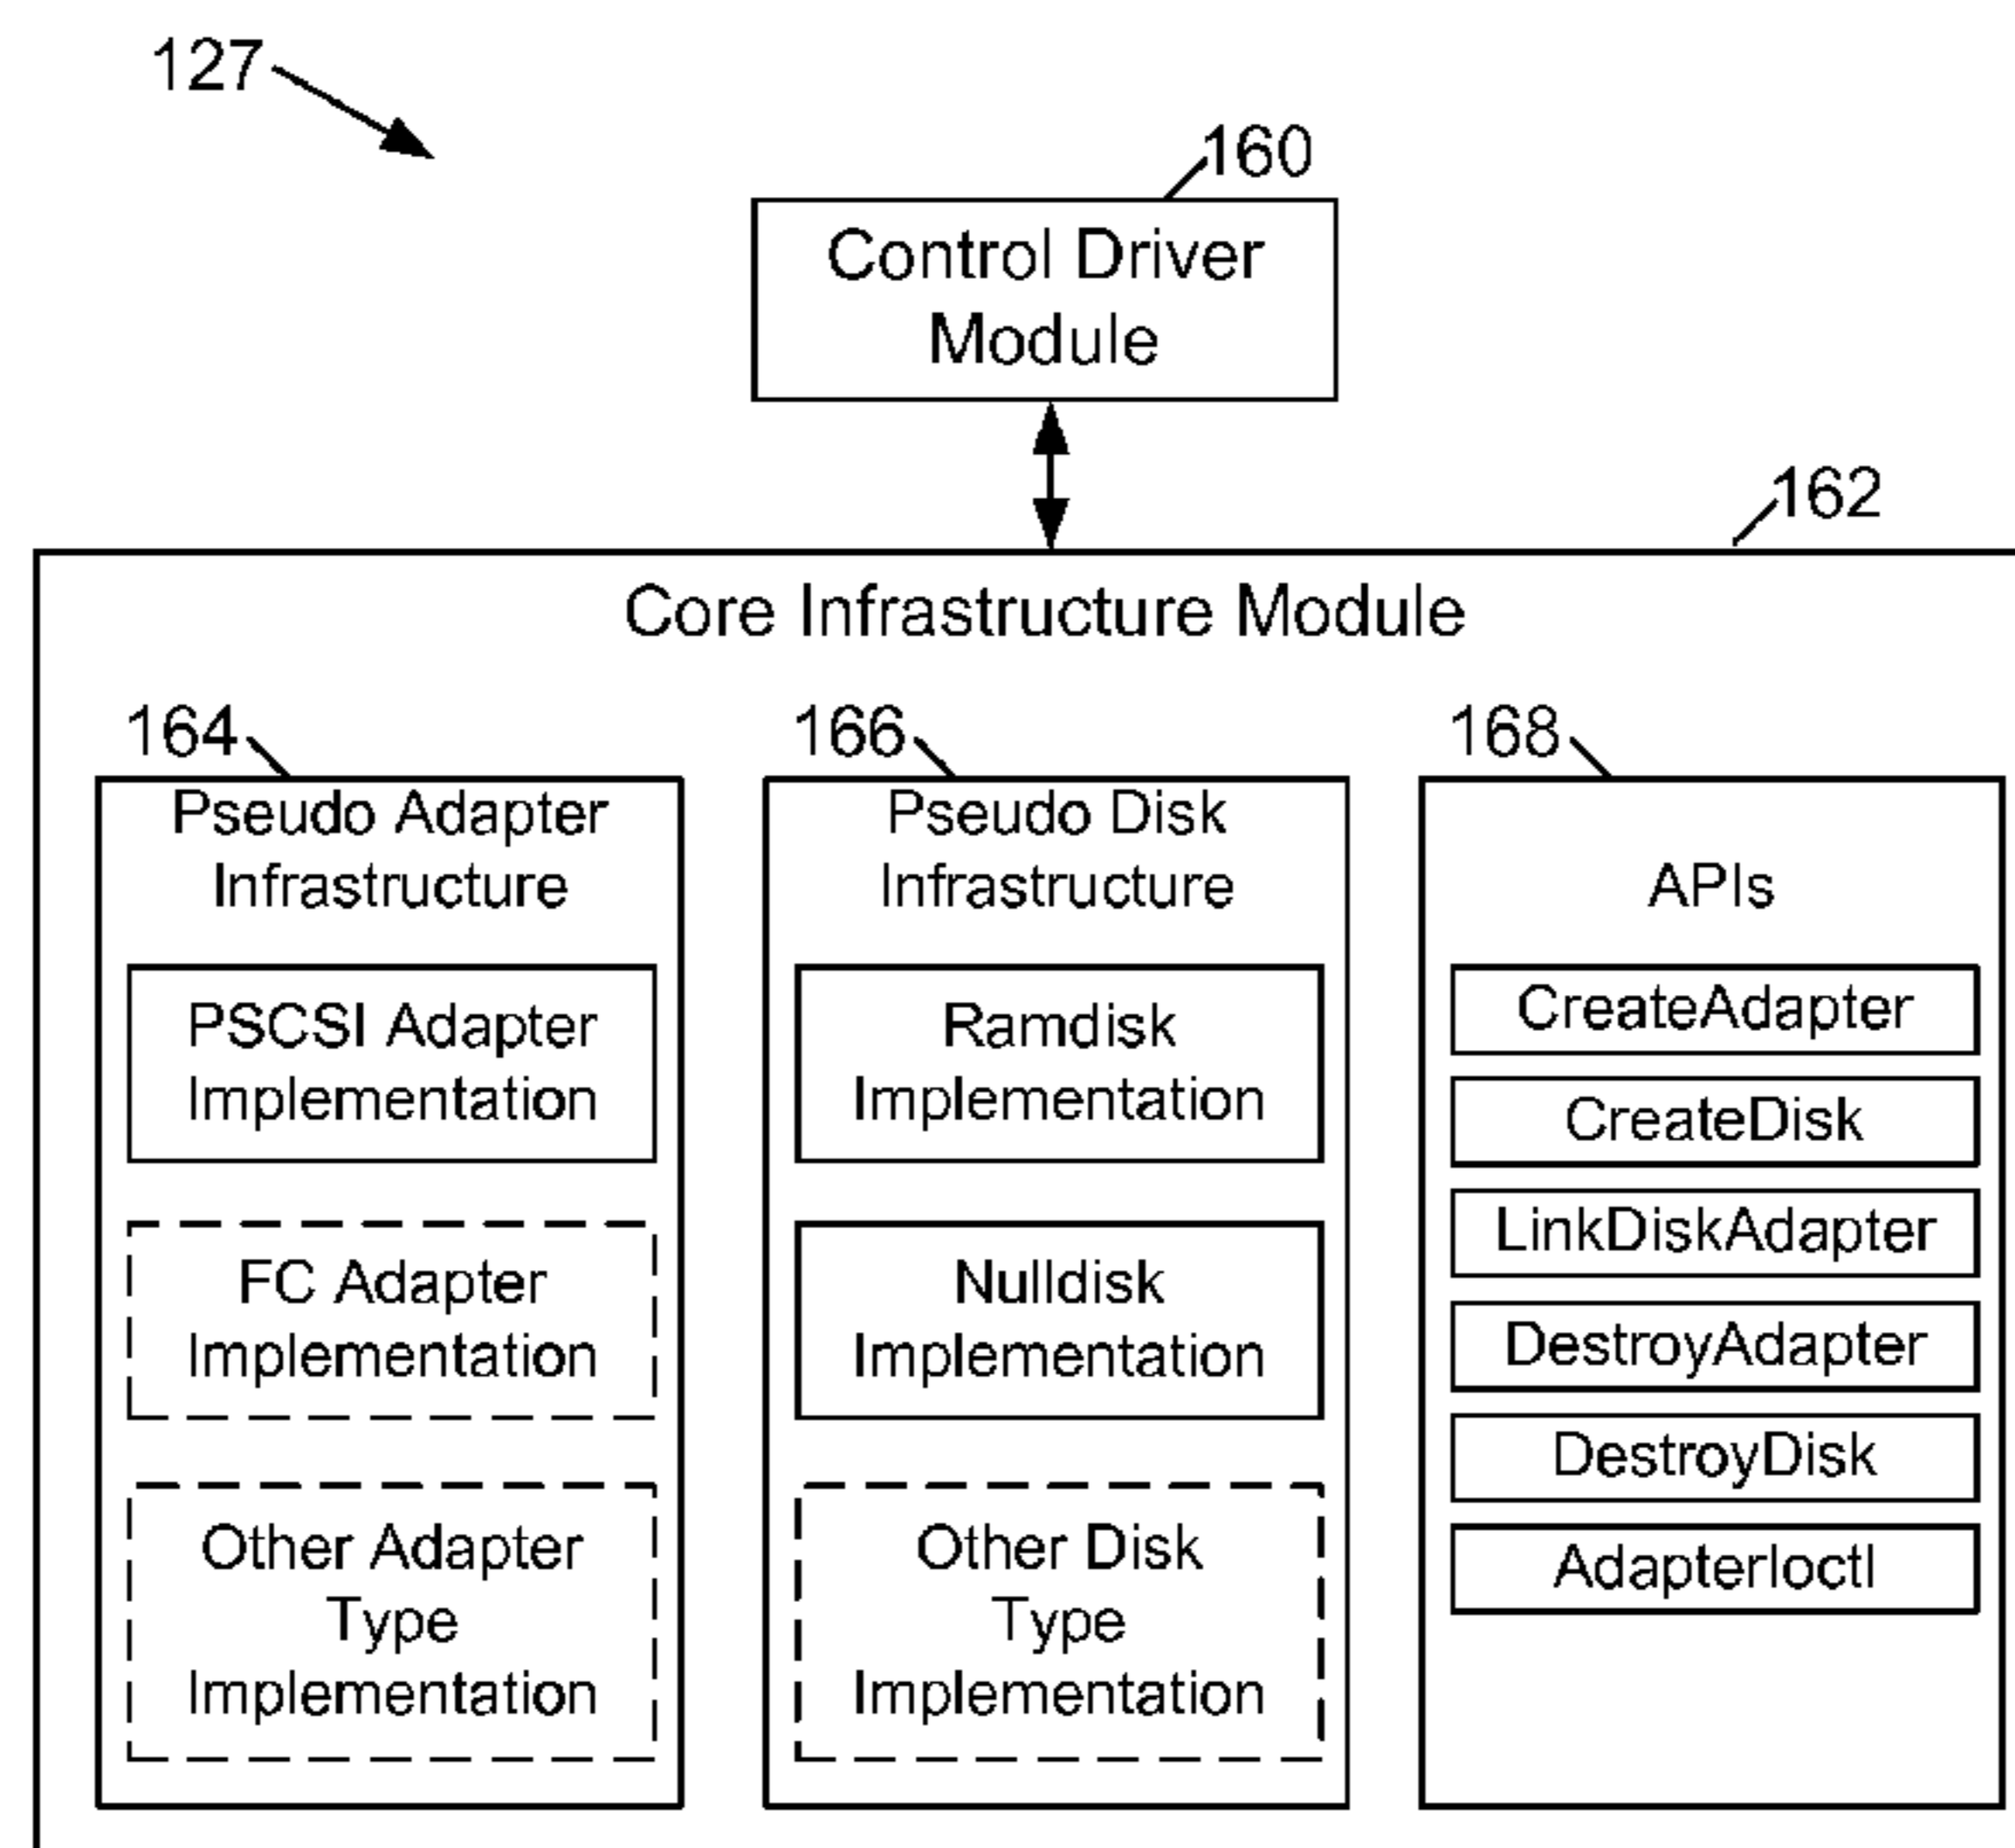 127
160
Control Driver
Module
162
Core Infrastructure Module
164
Pseudo Adapter
Infrastructure
PSCSI Adapter
Implementation
FC Adapter
Implementation
Other Adapter
Type
Implementation
166
Pseudo Disk
Infrastructure
Ramdisk
Implementation
Nulldisk
Implementation
Other Disk
Type
Implementation
168
APIs
CreateAdapter
CreateDisk
LinkDiskAdapter
DestroyAdapter
DestroyDisk
AdapterIoctl